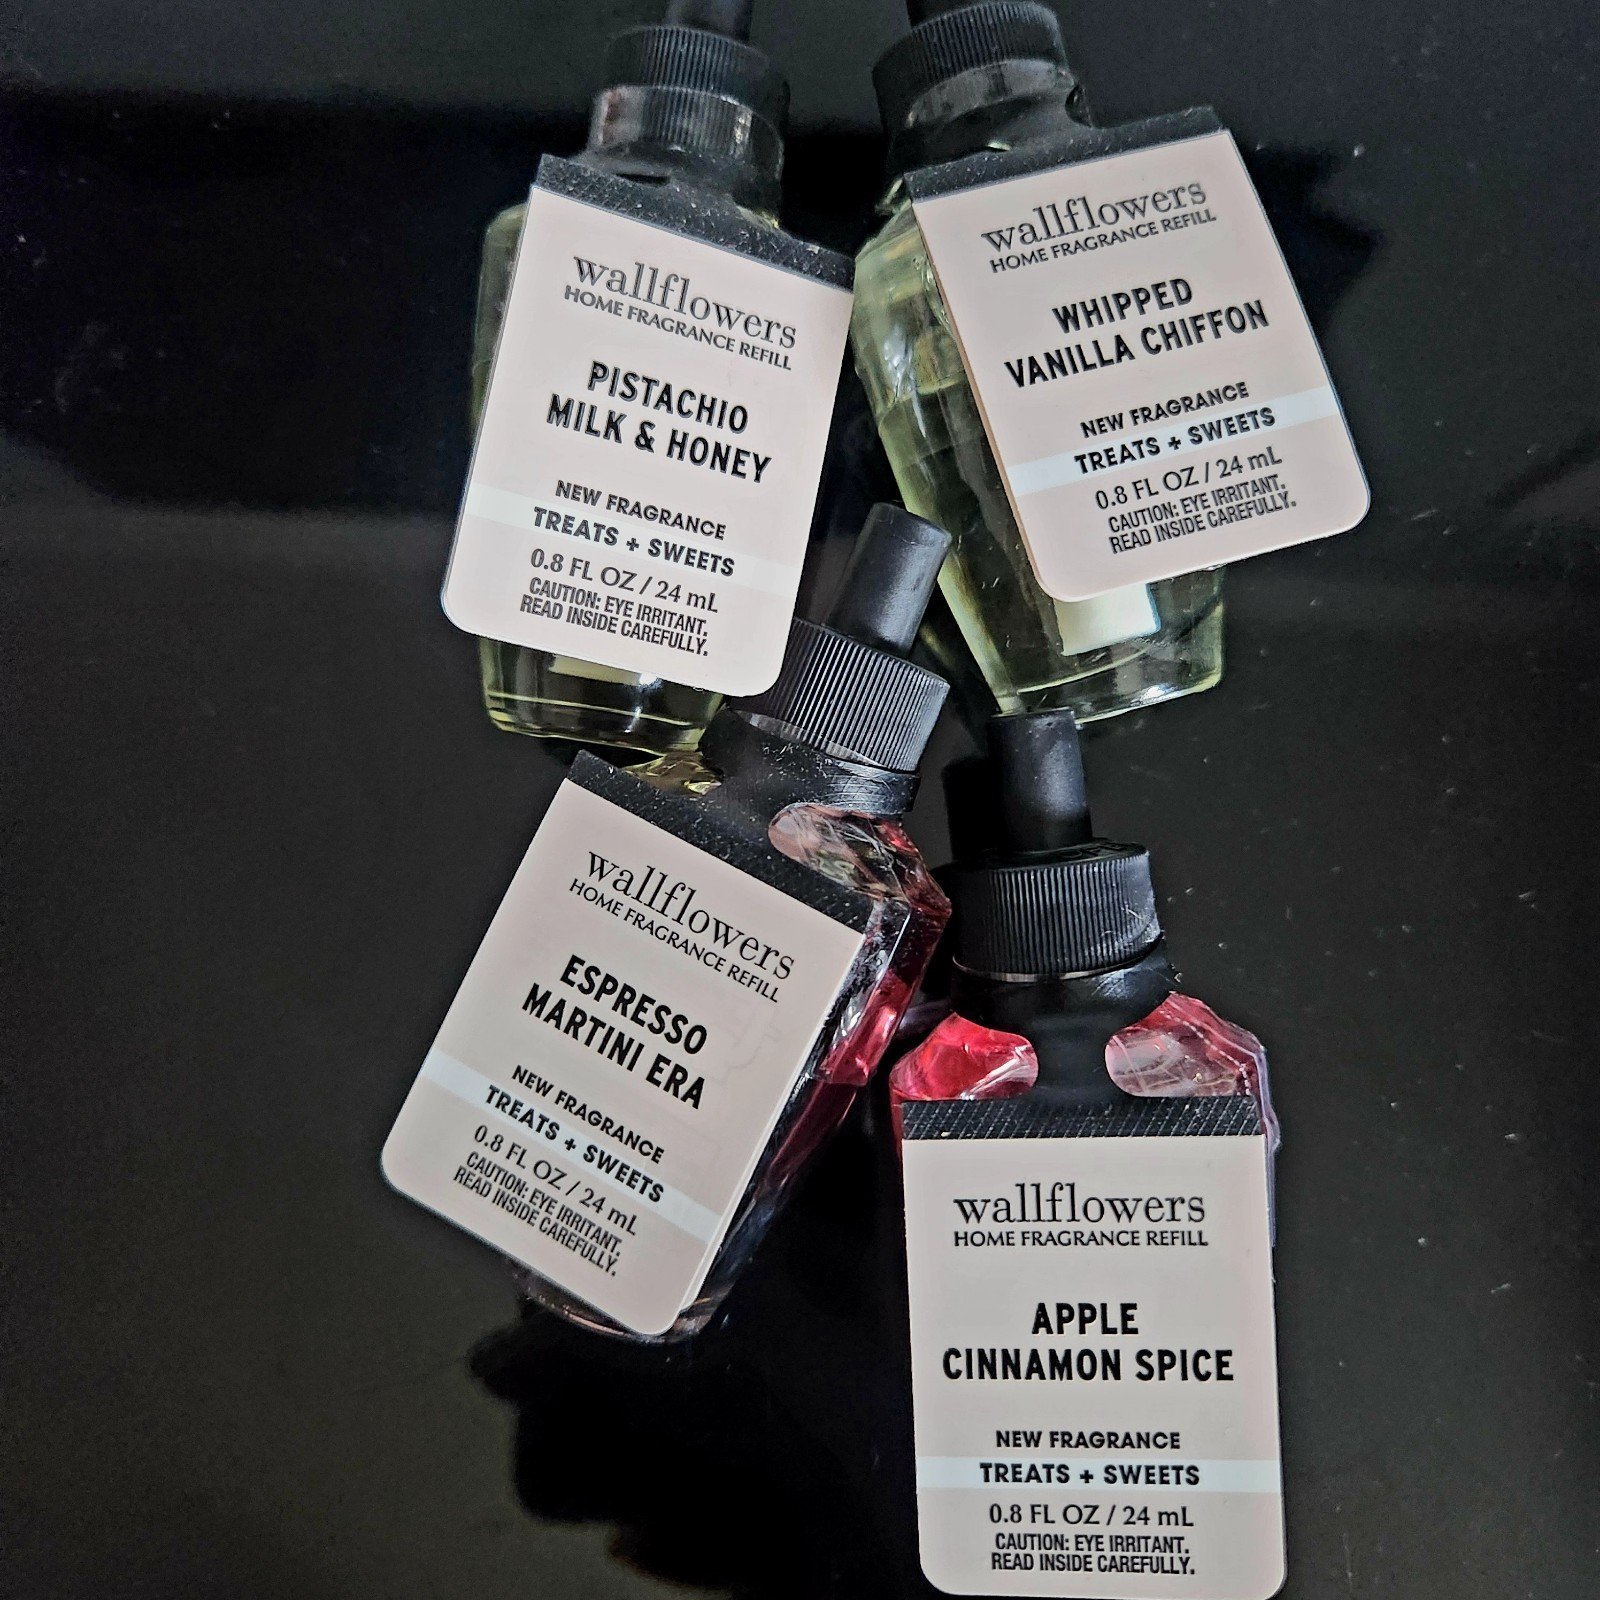 wallflowers
HOME FRAGRANCE REFILL
PISTACHIO
MILK & HONEY
NEW FRAGRANCE
TREATS + SWEETS
0.8 FL OZ / 24 mL
CAUTION: EYE IRRITANT.
READ INSIDE CAREFULLY.
wallflowers
HOME FRAGRANCE REFILL
WHIPPED
VANILLA CHIFFON
NEW FRAGRANCE
TREATS + SWEETS
0.8 FL OZ / 24 mL
CAUTION: EYE IRRITANT.
READ INSIDE CAREFULLY.
wallflowers
HOME FRAGRANCE REFILL
ESPRESSO
MARTINI ERA
NEW FRAGRANCE
TREATS + SWEETS
0.8 FL OZ / 24 mL
CAUTION: EYE IRRITANT.
READ INSIDE CAREFULLY.
wallflowers
HOME FRAGRANCE REFILL
APPLE
CINNAMON SPICE
NEW FRAGRANCE
TREATS + SWEETS
0.8 FL OZ / 24 mL
CAUTION: EYE IRRITANT.
READ INSIDE CAREFULLY.